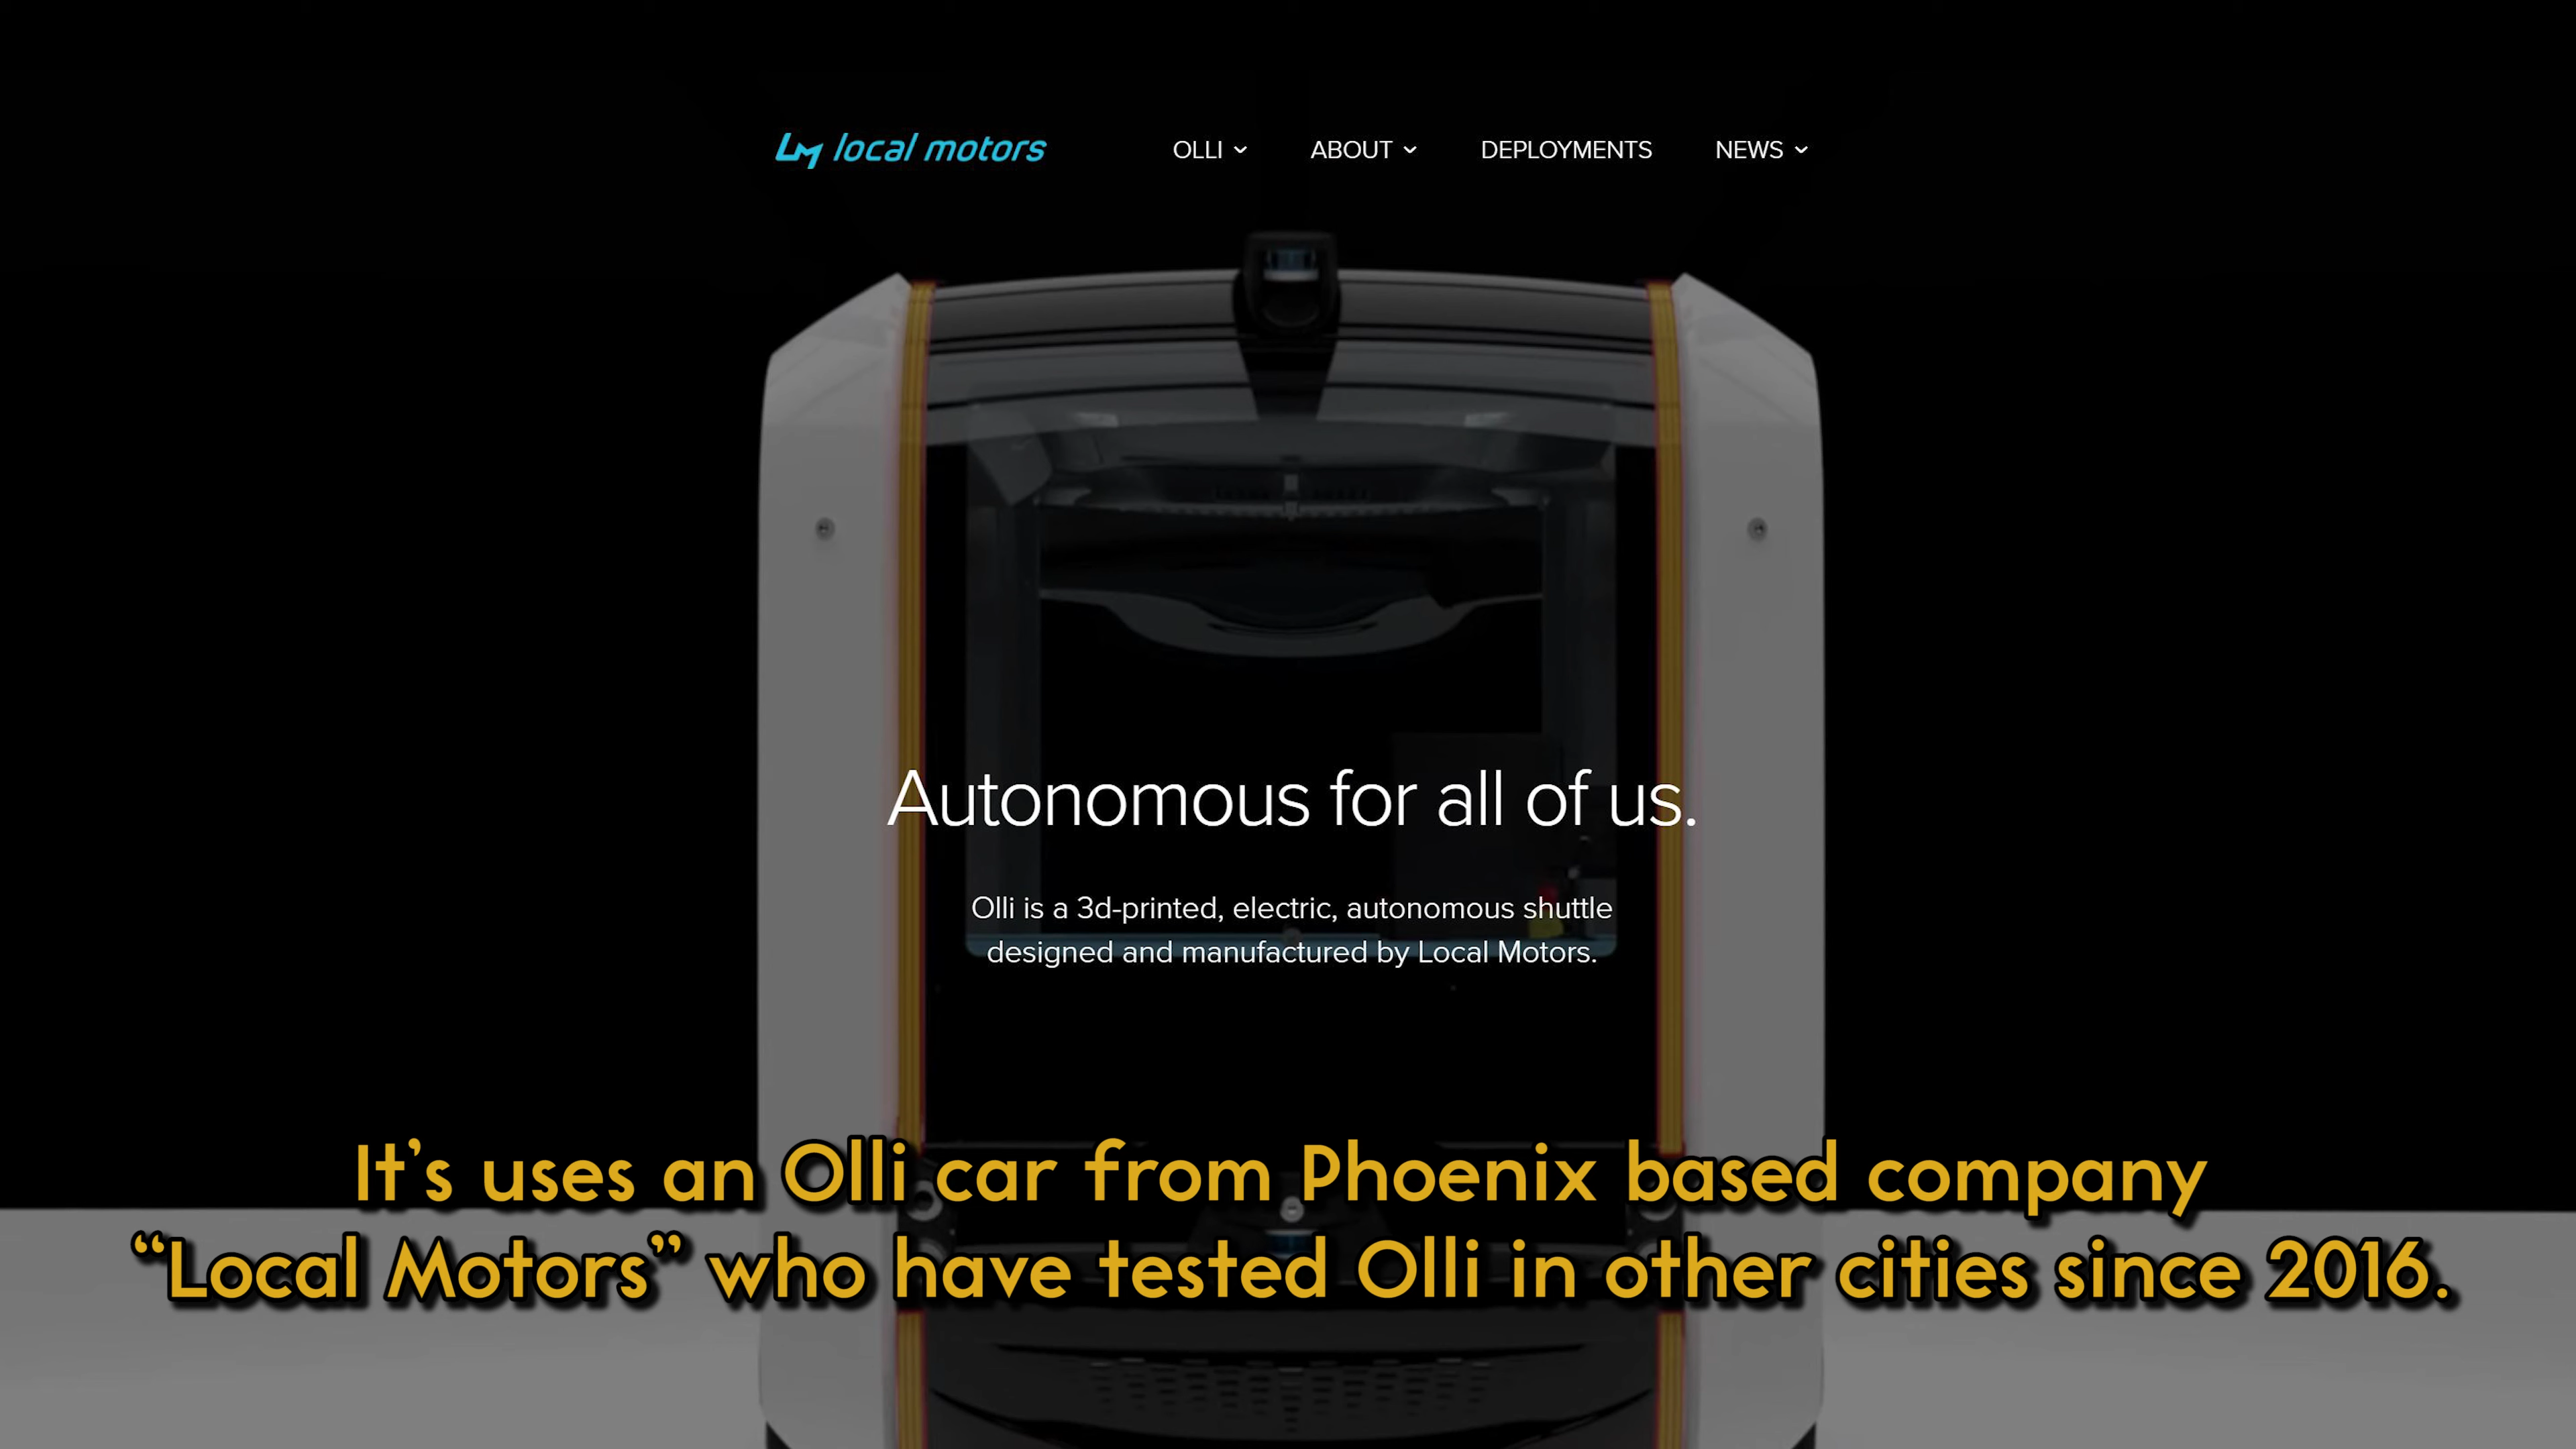 local motors
OLLI ABOUT DEPLOYMENTS NEWS
Autonomous for all of us.
Olli is a 3d-printed, electric, autonomous shuttle
designed and manufactured by Local Motors.
It's uses an Olli car from Phoenix based company
“Local Motors” who have tested Olli in other cities since 2016.